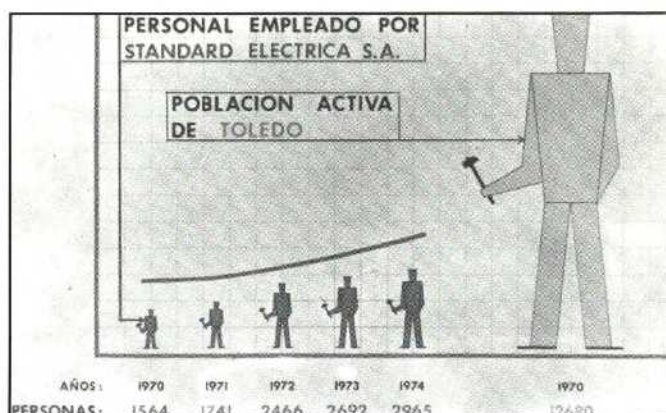 PERSONAL EMPLEADO POR
STANDARD ELECTRICA S.A.
POBLACION ACTIVA
DE TOLEDO
AÑOS: 1970 1971 1972 1973 1974 1970
PERSONAS: 1564 1741 2466 2692 2965 12680